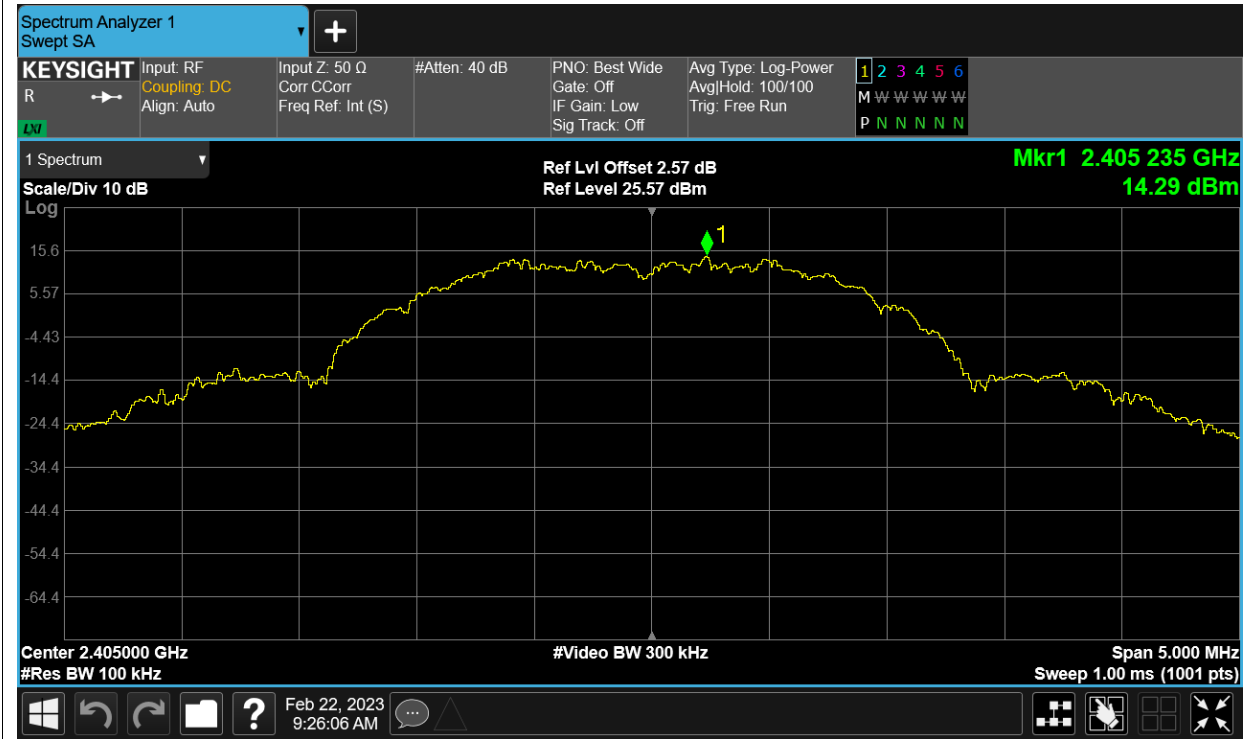 Spectrum Analyzer 1
Swept SA
KEYSIGHT
R
LXI
Input: RF
Coupling: DC
Align: Auto
Input Z: 50 Ω
Corr CCorr
Freq Ref: Int (S)
#Atten: 40 dB
PNO: Best Wide
Gate: Off
IF Gain: Low
Sig Track: Off
Avg Type: Log-Power
Avg|Hold: 100/100
Trig: Free Run
1 2 3 4 5 6
M W W W W W
P N N N N N
1 Spectrum
Scale/Div 10 dB
Log
Ref Lvl Offset 2.57 dB
Ref Level 25.57 dBm
Mkr1 2.405 235 GHz
14.29 dBm
1
15.6
5.57
-4.43
-14.4
-24.4
-34.4
-44.4
-54.4
-64.4
Center 2.405000 GHz
#Res BW 100 kHz
#Video BW 300 kHz
Span 5.000 MHz
Sweep 1.00 ms (1001 pts)
?
Feb 22, 2023
9:26:06 AM